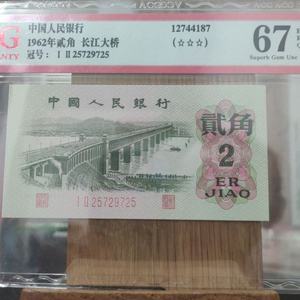 中国人民银行
1962年贰角 长江大桥
冠号： I II 25729725
12744187
(☆☆☆)
67
Superb Gem Unc
G
ANTY
中國人民銀行
貳角
2
ER
JIAO
I II 25729725